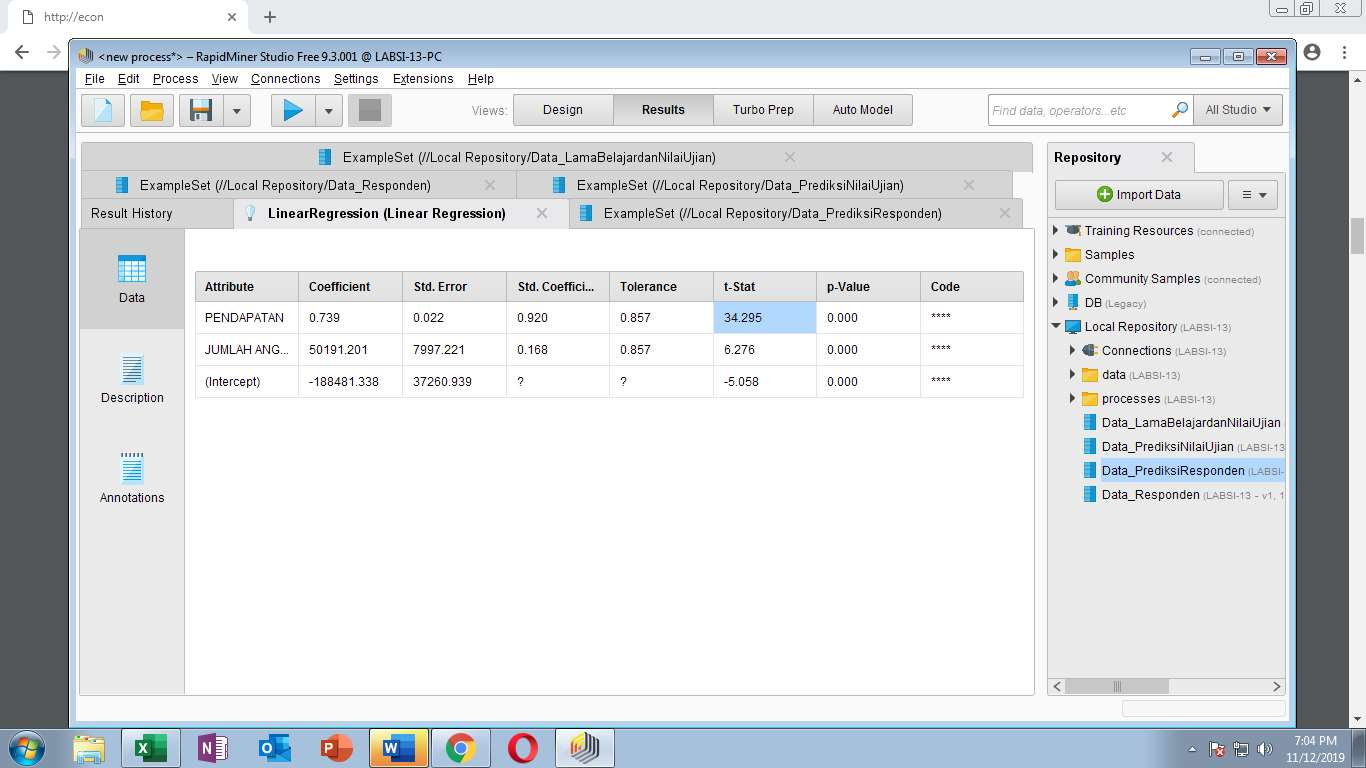 http://econ
<new process*> – RapidMiner Studio Free 9.3.001 @ LABSI-13-PC
File Edit Process View Connections Settings Extensions Help
Views: Design Results Turbo Prep Auto Model Find data, operators...etc All Studio
ExampleSet (//Local Repository/Data_LamaBelajardanNilaiUjian)
ExampleSet (//Local Repository/Data_Responden) ExampleSet (//Local Repository/Data_PrediksiNilaiUjian)
Result History LinearRegression (Linear Regression) ExampleSet (//Local Repository/Data_PrediksiResponden)
Data
Description
Annotations
Attribute Coefficient Std. Error Std. Coeffici... Tolerance t-Stat p-Value Code
PENDAPATAN 0.739 0.022 0.920 0.857 34.295 0.000 ****
JUMLAH ANG... 50191.201 7997.221 0.168 0.857 6.276 0.000 ****
(Intercept) -188481.338 37260.939 ? ? -5.058 0.000 ****
Repository
Import Data
Training Resources (connected)
Samples
Community Samples (connected)
DB (Legacy)
Local Repository (LABSI-13)
Connections (LABSI-13)
data (LABSI-13)
processes (LABSI-13)
Data_LamaBelajardanNilaiUjian
Data_PrediksiNilaiUjian (LABSI-13
Data_PrediksiResponden (LABSI-
Data_Responden (LABSI-13 - v1, 1
7:04 PM
11/12/2019